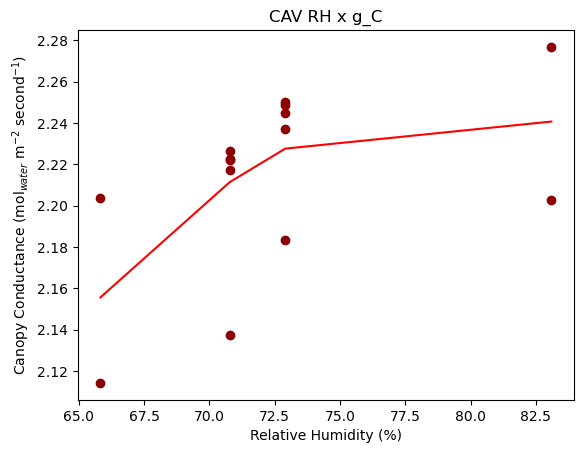 CAV RH x g_C
2.28
2.26
2.24
2.22
2.20
2.18
2.16
2.14
2.12
Canopy Conductance (mol$_{water}$ m$^{-2}$ second$^{-1}$)
65.0 67.5 70.0 72.5 75.0 77.5 80.0 82.5
Relative Humidity (%)